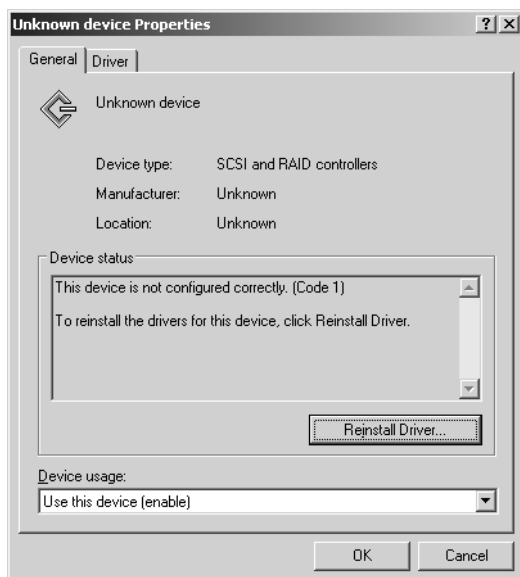 Unknown device Properties
General
Driver
Unknown device
Device type: SCSI and RAID controllers
Manufacturer: Unknown
Location: Unknown
Device status
This device is not configured correctly. (Code 1)
To reinstall the drivers for this device, click Reinstall Driver.
Reinstall Driver...
Device usage:
Use this device (enable)
OK
Cancel